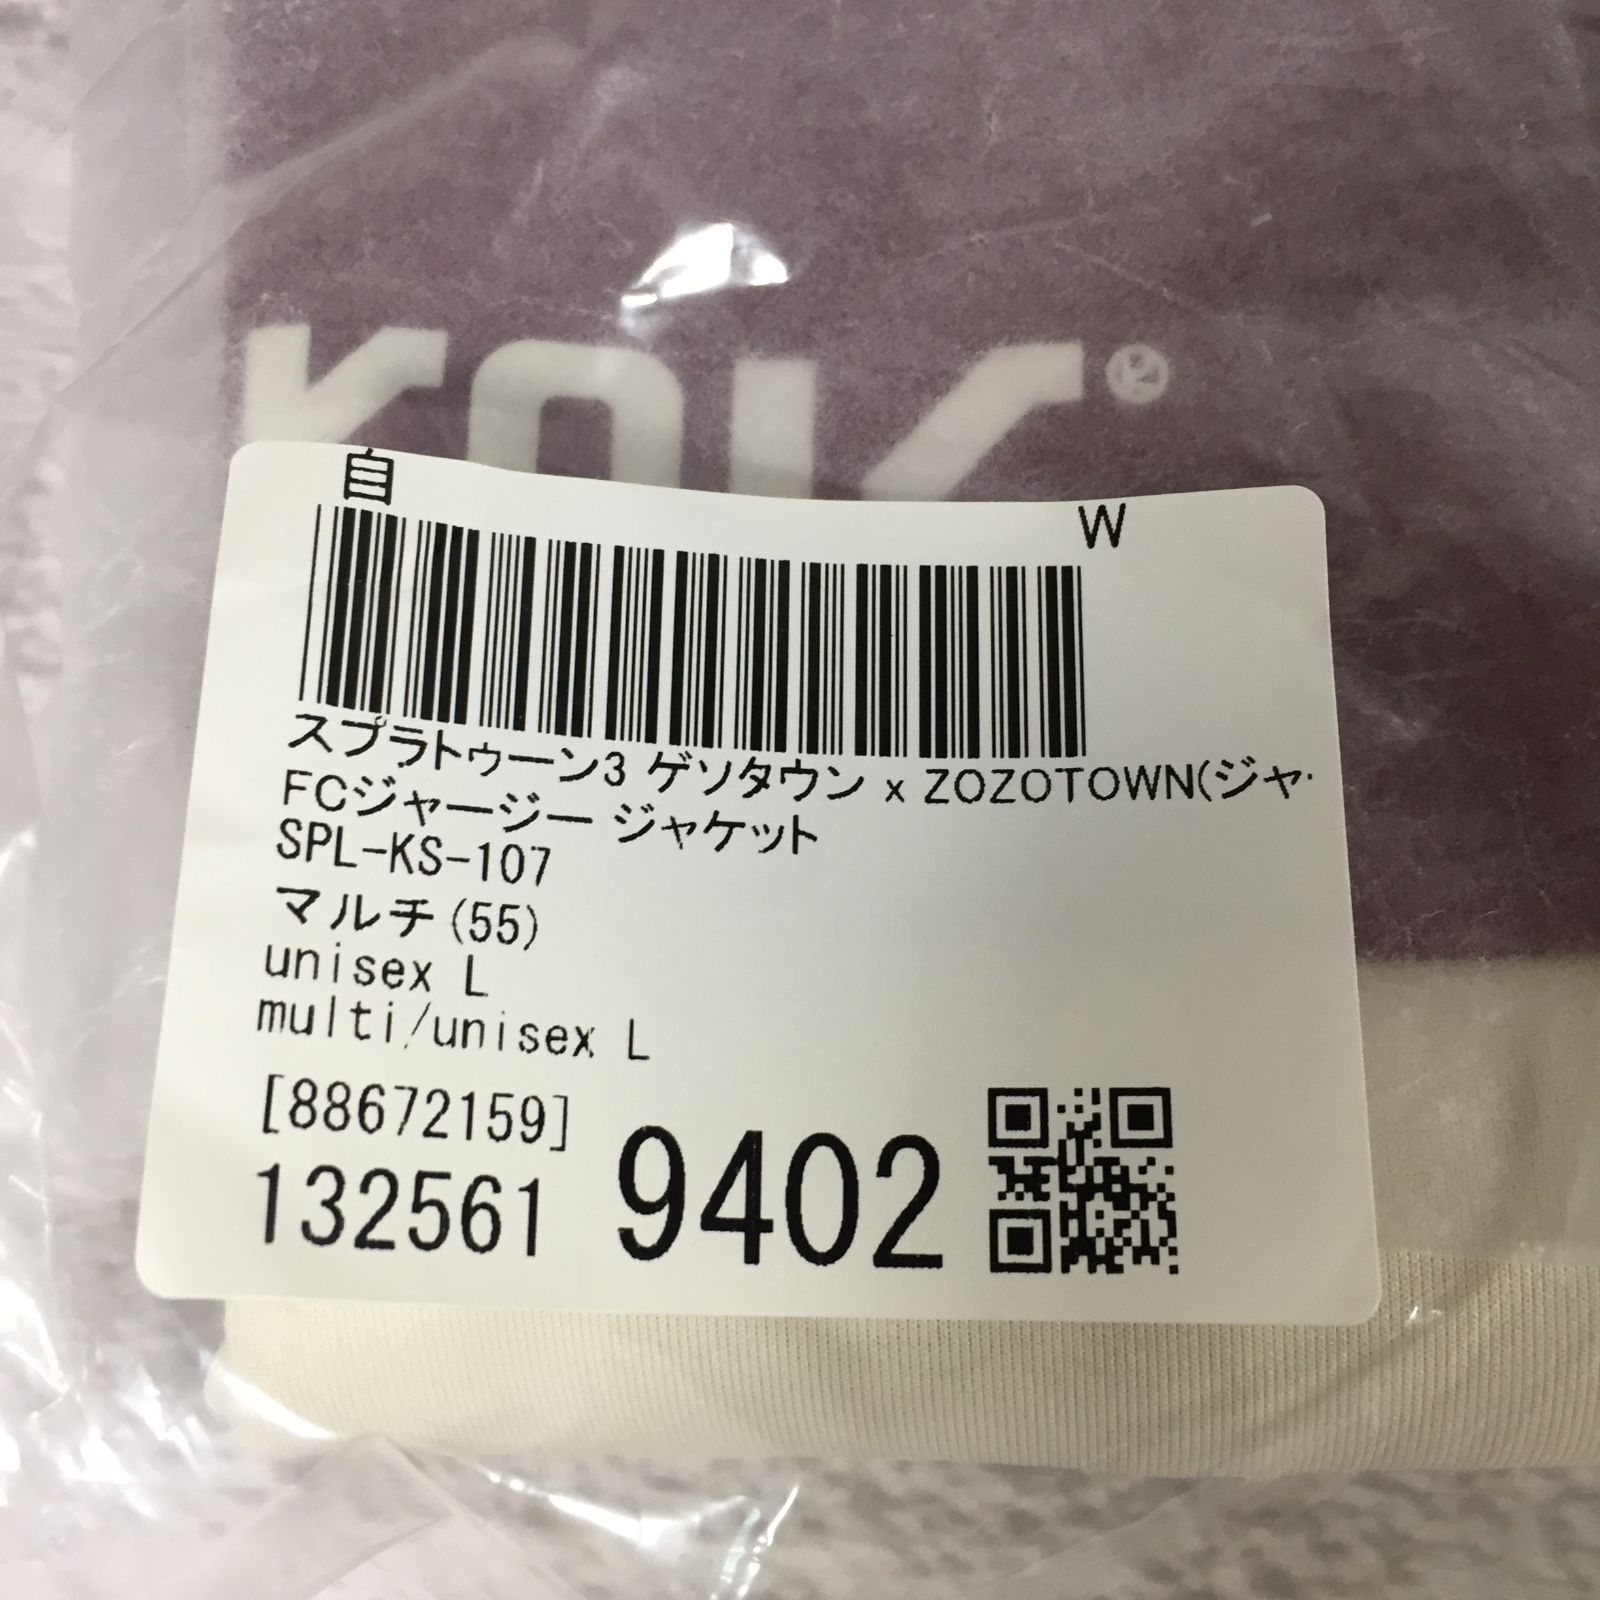 ®
自 W
スプラトゥーン3 ゲソタウン x ZOZOTOWN(ジャ
FCジャージー ジャケット
SPL-KS-107
マルチ(55)
unisex L
multi/unisex L
[88672159]
132561 9402